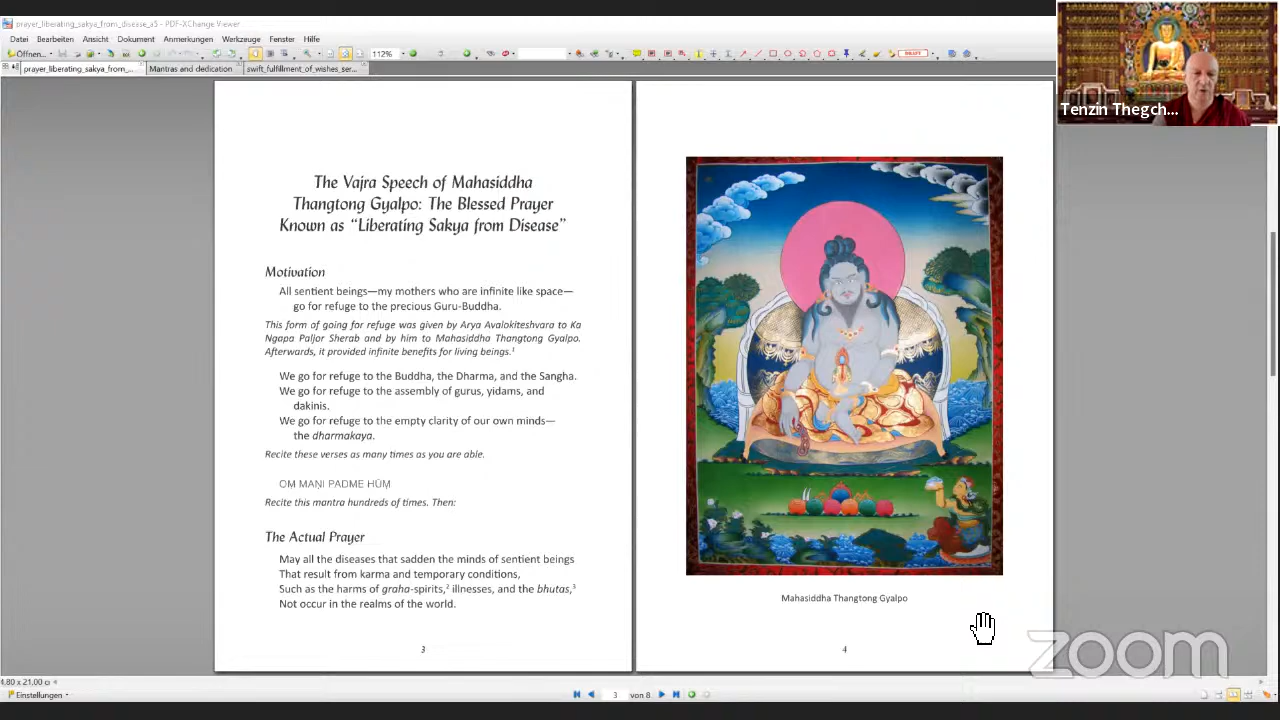 prayer_liberating_sakya_from_disease_a5 - PDF-XChange Viewer
Datei Bearbeiten Ansicht Dokument Anmerkungen Werkzeuge Fenster Hilfe
Öffnen...
112%
DRAFT
prayer_liberating_sakya_from_...
Mantras and dedication
swift_fulfillment_of_wishes_ser...
Tenzin Thegch...
The Vajra Speech of Mahasiddha
Thangtong Gyalpo: The Blessed Prayer
Known as “Liberating Sakya from Disease”
Motivation
All sentient beings—my mothers who are infinite like space—
go for refuge to the precious Guru-Buddha.
This form of going for refuge was given by Arya Avalokiteshvara to Ka
Ngapa Paljor Sherab and by him to Mahasiddha Thangtong Gyalpo.
Afterwards, it provided infinite benefits for living beings.¹
We go for refuge to the Buddha, the Dharma, and the Sangha.
We go for refuge to the assembly of gurus, yidams, and
dakinis.
We go for refuge to the empty clarity of our own minds—
the dharmakaya.
Recite these verses as many times as you are able.
OM MAṆI PADME HŪṂ
Recite this mantra hundreds of times. Then:
The Actual Prayer
May all the diseases that sadden the minds of sentient beings
That result from karma and temporary conditions,
Such as the harms of graha-spirits,² illnesses, and the bhutas,³
Not occur in the realms of the world.
3
Mahasiddha Thangtong Gyalpo
4
zoom
Einstellungen
3 von 8